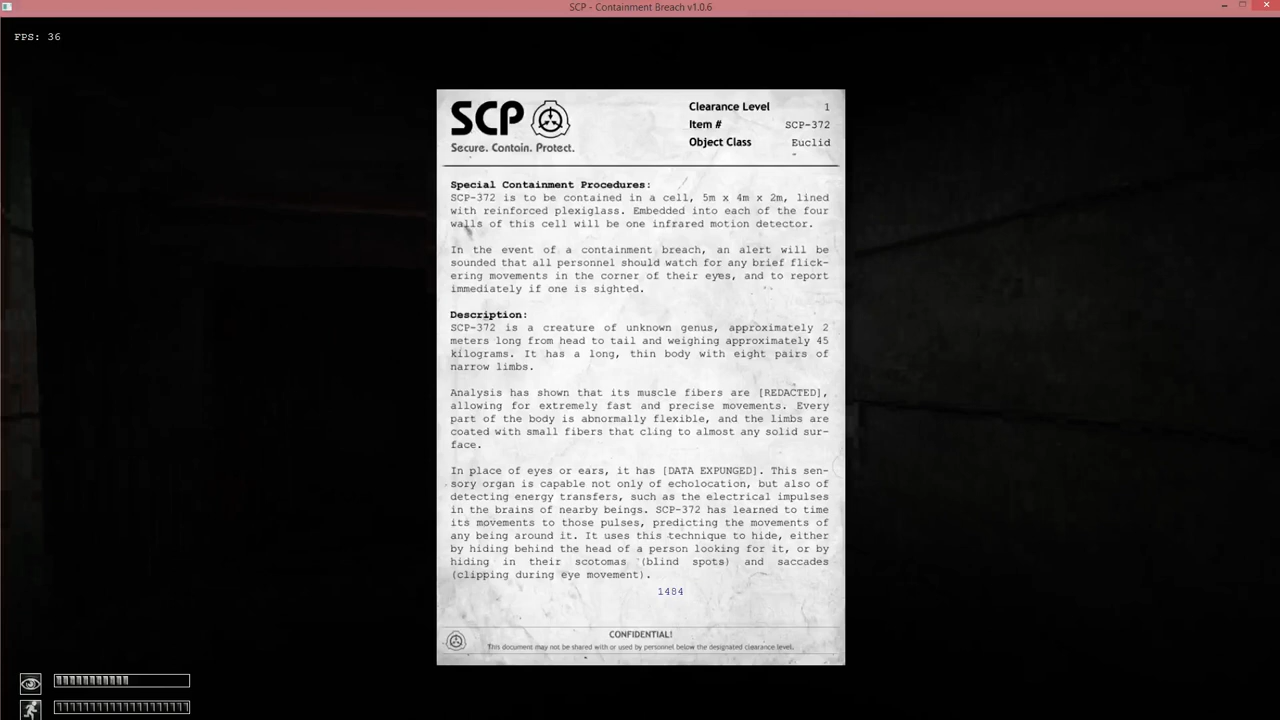 SCP - Containment Breach v1.0.6
FPS: 36
SCP
Secure. Contain. Protect.
Clearance Level 1
Item # SCP-372
Object Class Euclid
Special Containment Procedures:
SCP-372 is to be contained in a cell, 5m x 4m x 2m, lined
with reinforced plexiglass. Embedded into each of the four
walls of this cell will be one infrared motion detector.
In the event of a containment breach, an alert will be
sounded that all personnel should watch for any brief flick-
ering movements in the corner of their eyes, and to report
immediately if one is sighted.
Description:
SCP-372 is a creature of unknown genus, approximately 2
meters long from head to tail and weighing approximately 45
kilograms. It has a long, thin body with eight pairs of
narrow limbs.
Analysis has shown that its muscle fibers are [REDACTED],
allowing for extremely fast and precise movements. Every
part of the body is abnormally flexible, and the limbs are
coated with small fibers that cling to almost any solid sur-
face.
In place of eyes or ears, it has [DATA EXPUNGED]. This sen-
sory organ is capable not only of echolocation, but also of
detecting energy transfers, such as the electrical impulses
in the brains of nearby beings. SCP-372 has learned to time
its movements to those pulses, predicting the movements of
any being around it. It uses this technique to hide, either
by hiding behind the head of a person looking for it, or by
hiding in their scotomas (blind spots) and saccades
(clipping during eye movement).
1484
CONFIDENTIAL!
This document may not be shared with or used by personnel below the designated clearance level.